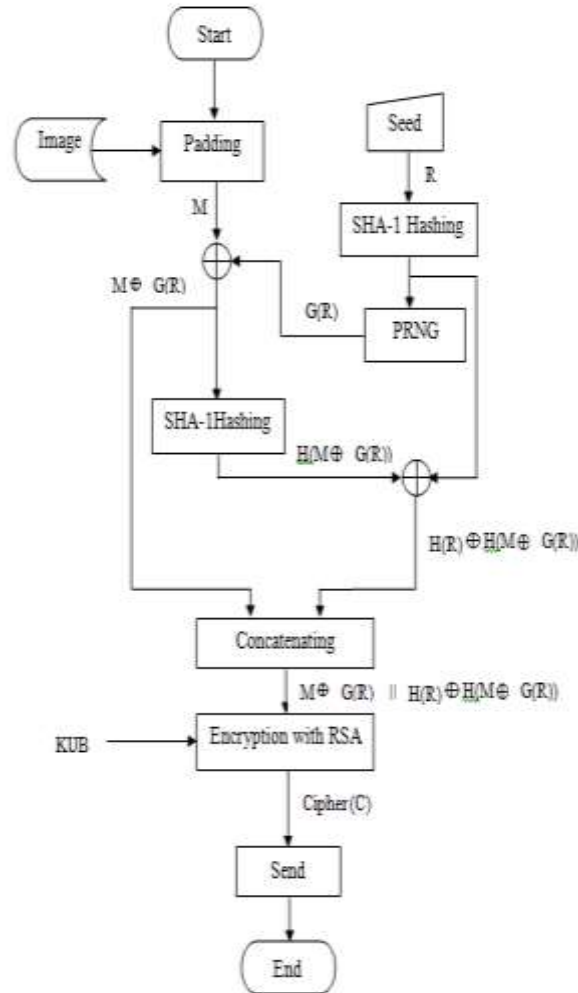 Start
Image
Padding
Seed
M
R
SHA-1 Hashing
M⊕ G(R)
G(R)
PRNG
SHA-1Hashing
H(M⊕ G(R))
H(R)⊕H(M⊕ G(R))
Concatenating
M⊕ G(R) || H(R)⊕H(M⊕ G(R))
KUB
Encryption with RSA
Cipher(C)
Send
End